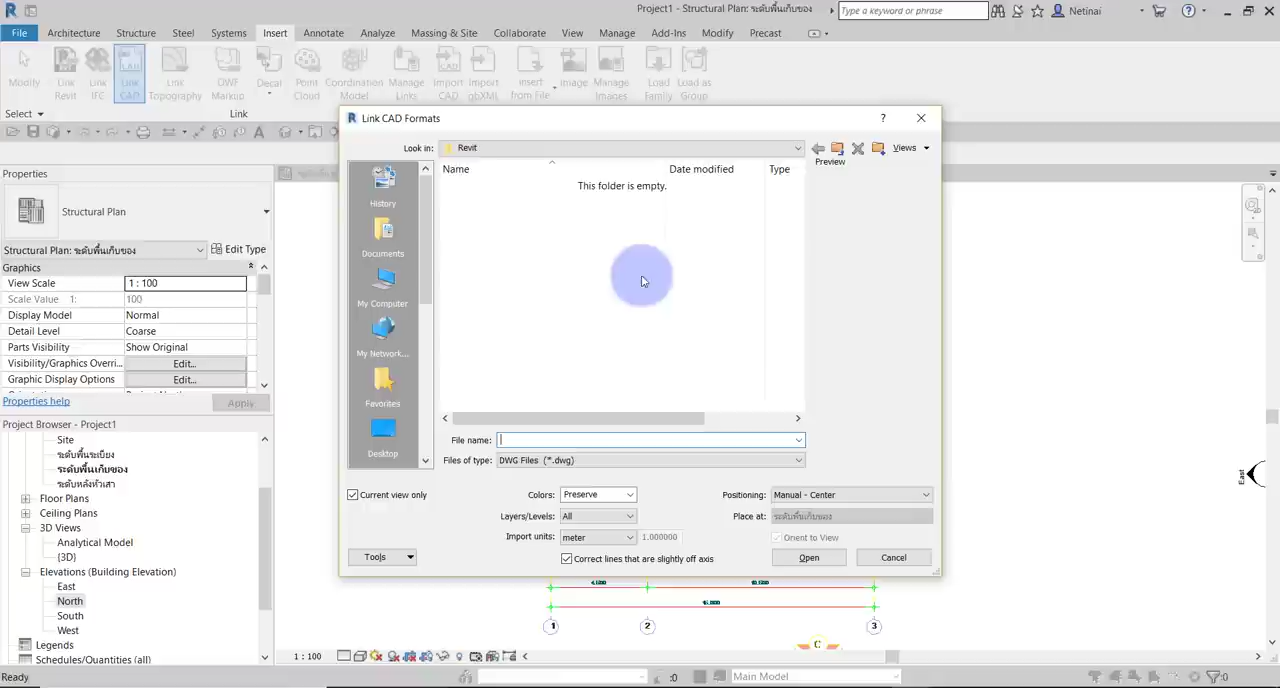 Project1 - Structural Plan: ระดับพื้นเก็บของ
Type a keyword or phrase
Netinai
File Architecture Structure Steel Systems Insert Annotate Analyze Massing & Site Collaborate View Manage Add-Ins Modify Precast
Modify
Link Revit
Link IFC
Link CAD
Link Topography
DWF Markup
Decal
Point Cloud
Coordination Model
Manage Links
Import CAD
Import gbXML
Insert from File
Image
Manage Images
Load Family
Load as Group
Select
Link
Properties
Structural Plan
Structural Plan: ระดับพื้นเก็บของ
Edit Type
Graphics
View Scale 1 : 100
Scale Value 1: 100
Display Model Normal
Detail Level Coarse
Parts Visibility Show Original
Visibility/Graphics Overri... Edit...
Graphic Display Options Edit...
Properties help
Apply
Project Browser - Project1
Site
ระดับพื้นระเบียง
ระดับพื้นเก็บของ
ระดับหลังเสา
Floor Plans
Ceiling Plans
3D Views
Analytical Model
{3D}
Elevations (Building Elevation)
East
North
South
West
Legends
Schedules/Quantities (all)
Link CAD Formats
?
Look in: Revit
Views
Preview
Name Date modified Type
This folder is empty.
History
Documents
My Computer
My Network...
Favorites
Desktop
File name:
Files of type: DWG Files (*.dwg)
Current view only
Colors: Preserve
Positioning: Manual - Center
Layers/Levels: All
Place at: ระดับพื้นเก็บของ
Import units: meter 1.000000
Orient to View
Correct lines that are slightly off axis
Tools
Open
Cancel
East
1
2
3
C
1 : 100
Ready
:0
Main Model
:0